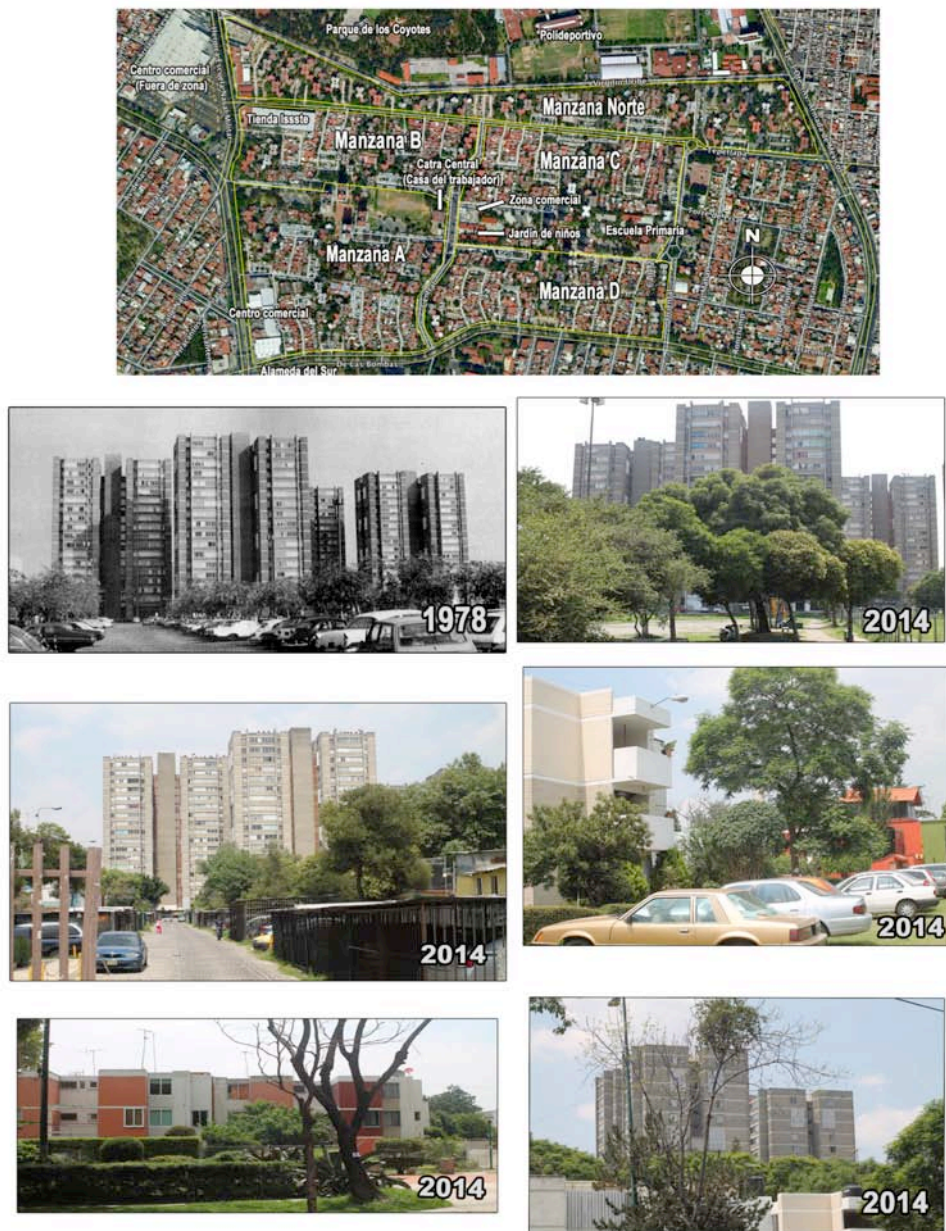 Parque de los Coyotes
Polideportivo
Centro comercial
(Fuera de zona)
Manzana Norte
Tienda Issste
Manzana B
Tepetlapa
Manzana C
Catra Central
(Casa del trabajador)
Zona comercial
Jardin de niños
Escuela Primaria
N
Manzana A
Manzana D
Centro comercial
Alameda del Sur
De Las Bombas
1978
2014
2014
2014
2014
2014